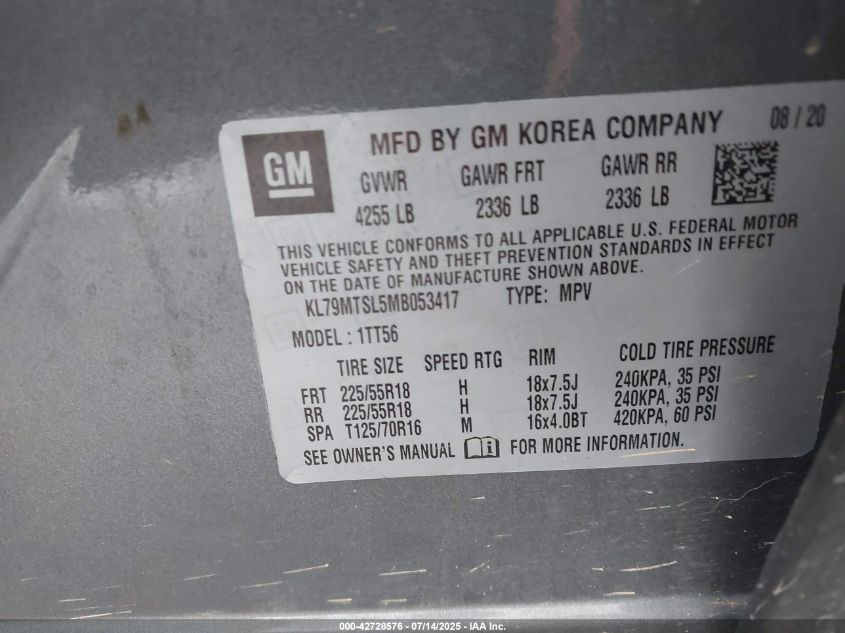 GM
MFD BY GM KOREA COMPANY 08 / 20
GVWR GAWR FRT GAWR RR
4255 LB 2336 LB 2336 LB
THIS VEHICLE CONFORMS TO ALL APPLICABLE U.S. FEDERAL MOTOR
VEHICLE SAFETY AND THEFT PREVENTION STANDARDS IN EFFECT
ON THE DATE OF MANUFACTURE SHOWN ABOVE.
KL79MTSL5MB053417 TYPE: MPV
MODEL : 1TT56
TIRE SIZE SPEED RTG RIM COLD TIRE PRESSURE
FRT 225/55R18 H 18x7.5J 240KPA, 35 PSI
RR 225/55R18 H 18x7.5J 240KPA, 35 PSI
SPA T125/70R16 M 16x4.0BT 420KPA, 60 PSI
SEE OWNER'S MANUAL i FOR MORE INFORMATION.
000-42728576 - 07/14/2025 - IAA Inc.